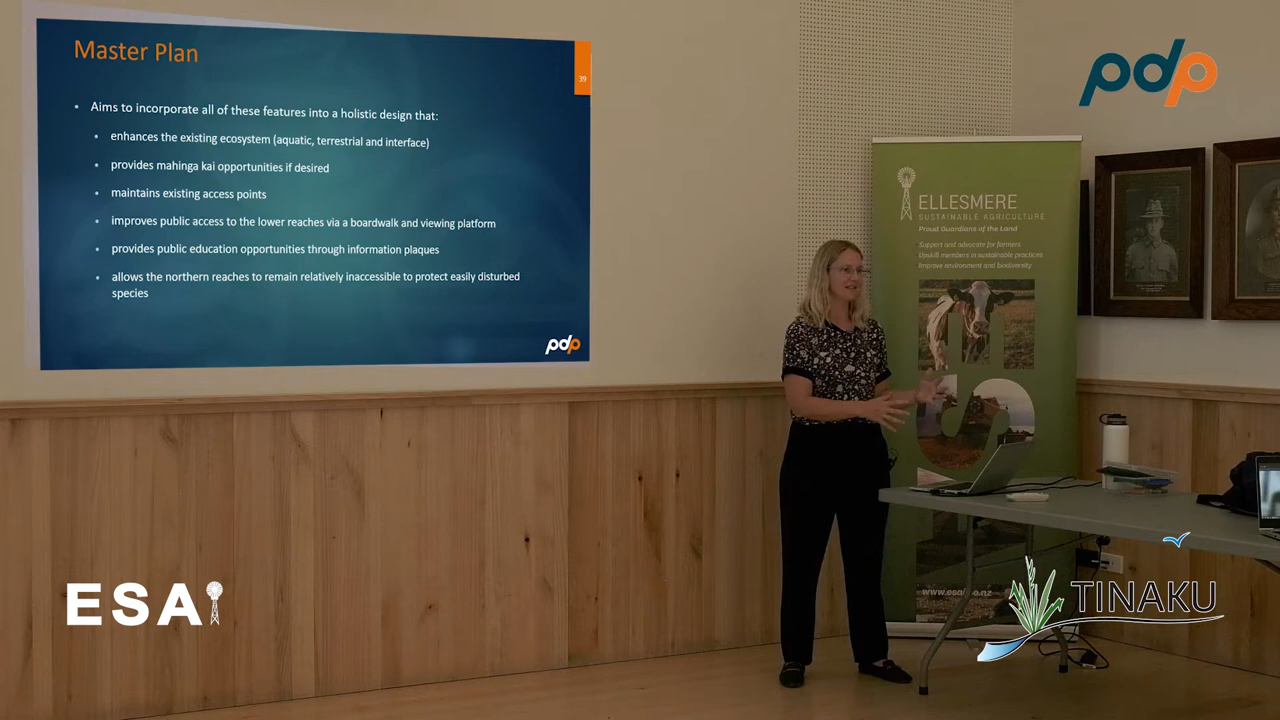 Master Plan
39
• Aims to incorporate all of these features into a holistic design that:
• enhances the existing ecosystem (aquatic, terrestrial and interface)
• provides mahinga kai opportunities if desired
• maintains existing access points
• improves public access to the lower reaches via a boardwalk and viewing platform
• provides public education opportunities through information plaques
• allows the northern reaches to remain relatively inaccessible to protect easily disturbed
species
pdp
pdp
ELLESMERE
SUSTAINABLE AGRICULTURE
Proud Guardians of the Land
Support and advocate for farmers
Upskill members in sustainable practices
Improve environment and biodiversity
ES
ESA
TINAKU